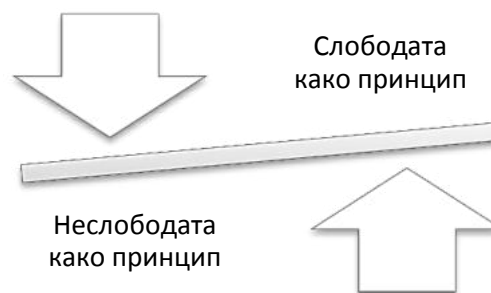 Слободата
како принцип
Неслободата
како принцип